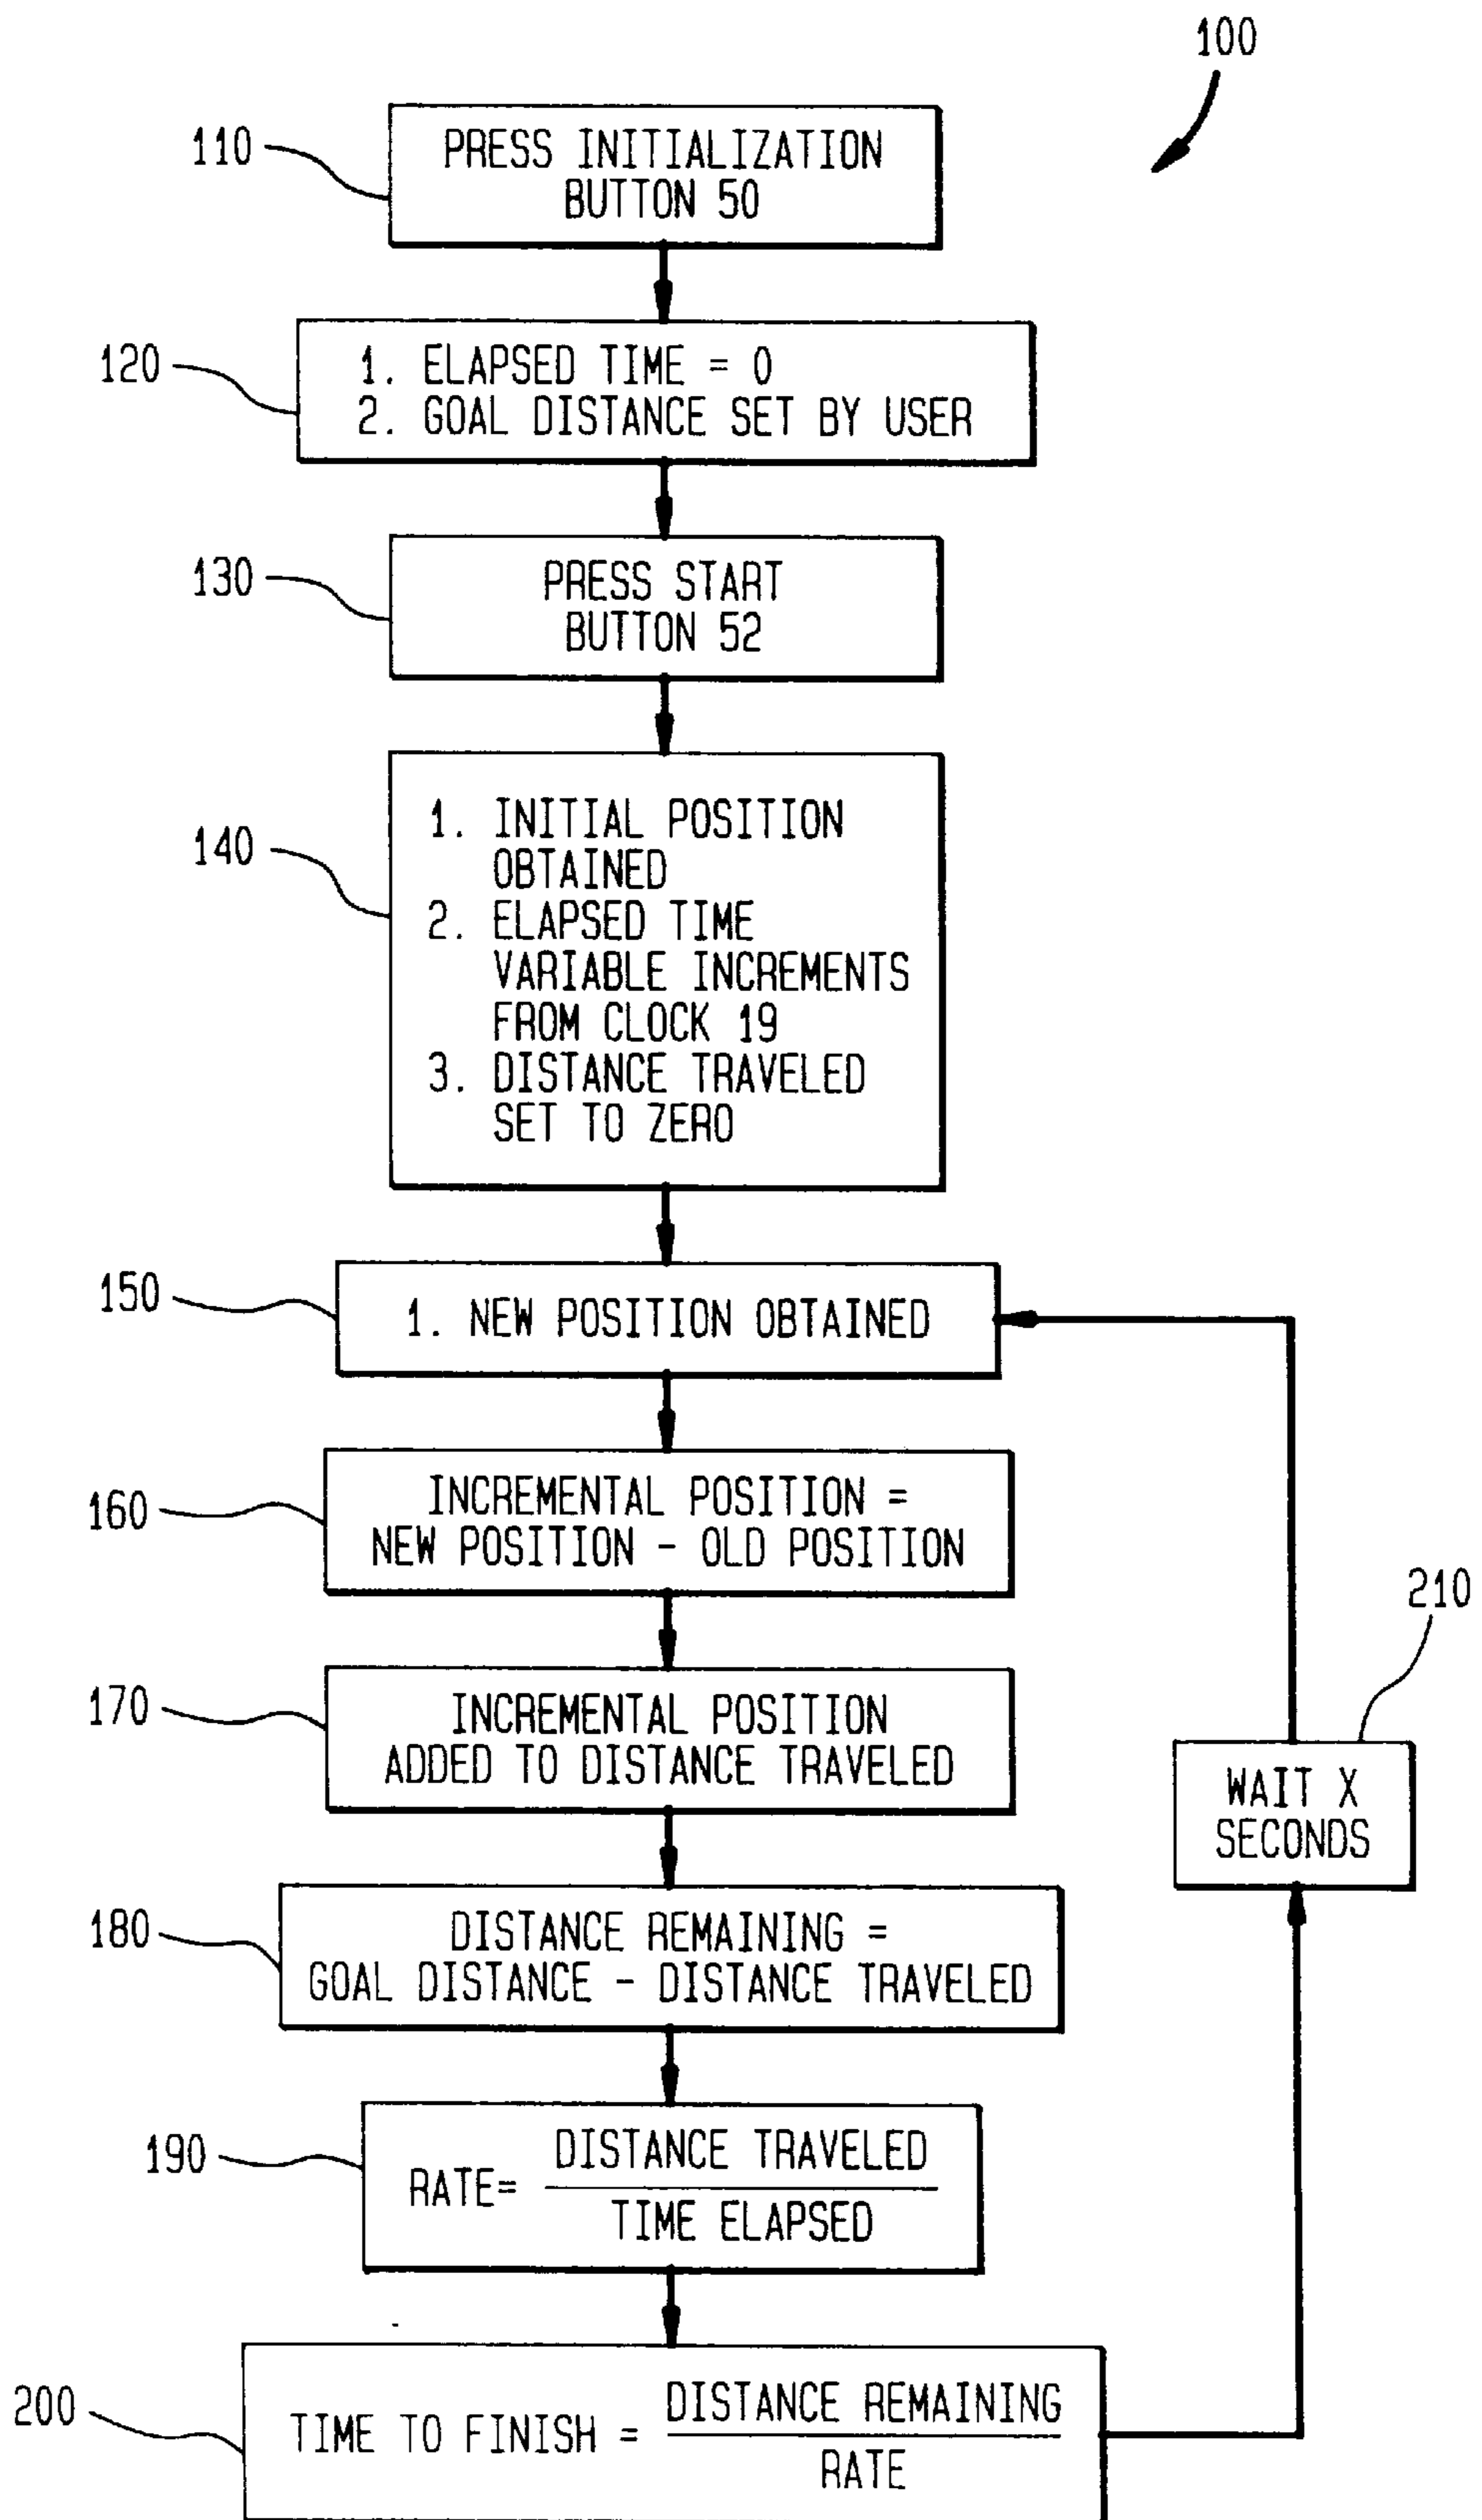 100
110
PRESS INITIALIZATION
BUTTON 50
120
1. ELAPSED TIME = 0
2. GOAL DISTANCE SET BY USER
130
PRESS START
BUTTON 52
140
1. INITIAL POSITION
OBTAINED
2. ELAPSED TIME
VARIABLE INCREMENTS
FROM CLOCK 19
3. DISTANCE TRAVELED
SET TO ZERO
150
1. NEW POSITION OBTAINED
160
INCREMENTAL POSITION =
NEW POSITION - OLD POSITION
210
170
INCREMENTAL POSITION
ADDED TO DISTANCE TRAVELED
WAIT X
SECONDS
180
DISTANCE REMAINING =
GOAL DISTANCE - DISTANCE TRAVELED
190
DISTANCE TRAVELED
RATE=
TIME ELAPSED
200
DISTANCE REMAINING
TIME TO FINISH =
RATE